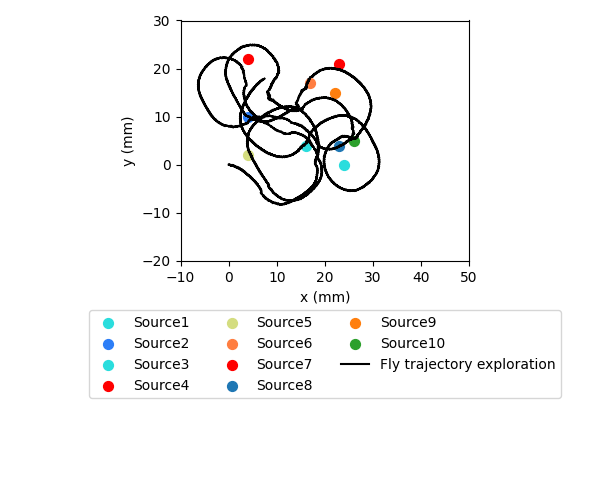 30
20
10
0
−10
−20
y (mm)
−10 0 10 20 30 40 50
x (mm)
Source1 Source5 Source9
Source2 Source6 Source10
Source3 Source7 Fly trajectory exploration
Source4 Source8